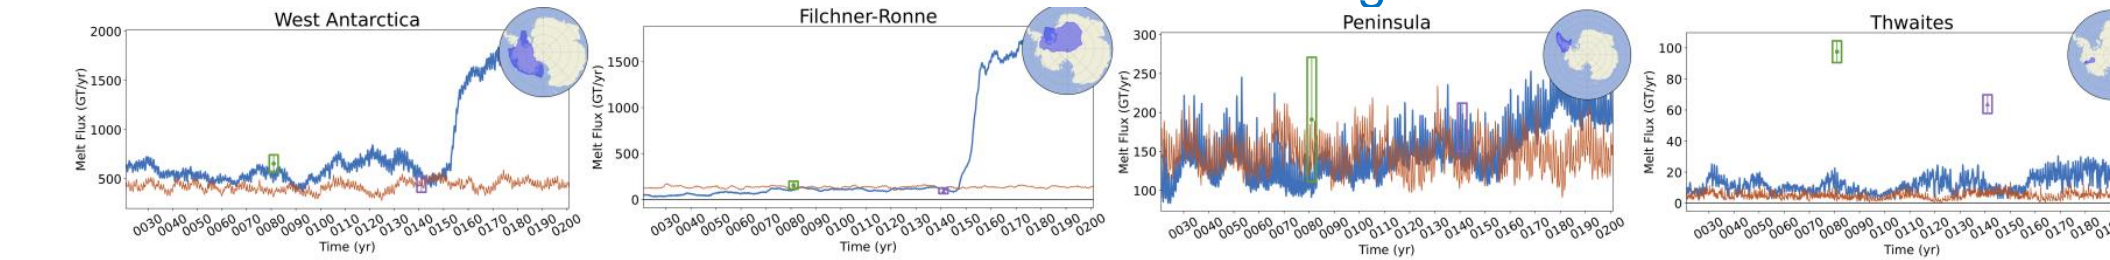 West Antarctica
Melt Flux (GT/yr)
2000
1500
1000
500
0030 0040 0050 0060 0070 0080 0090 0100 0110 0120 0130 0140 0150 0160 0170 0180 0190 0200
Time (yr)
Filchner-Ronne
Melt Flux (GT/yr)
1500
1000
500
0
0030 0040 0050 0060 0070 0080 0090 0100 0110 0120 0130 0140 0150 0160 0170 0180 0190 0200
Time (yr)
Peninsula
Melt Flux (GT/yr)
300
250
200
150
100
0030 0040 0050 0060 0070 0080 0090 0100 0110 0120 0130 0140 0150 0160 0170 0180 0190 0200
Time (yr)
Thwaites
Melt Flux (GT/yr)
100
80
60
40
20
0
0030 0040 0050 0060 0070 0080 0090 0100 0110 0120 0130 0140 0150 0160 0170 0180
Time (yr)